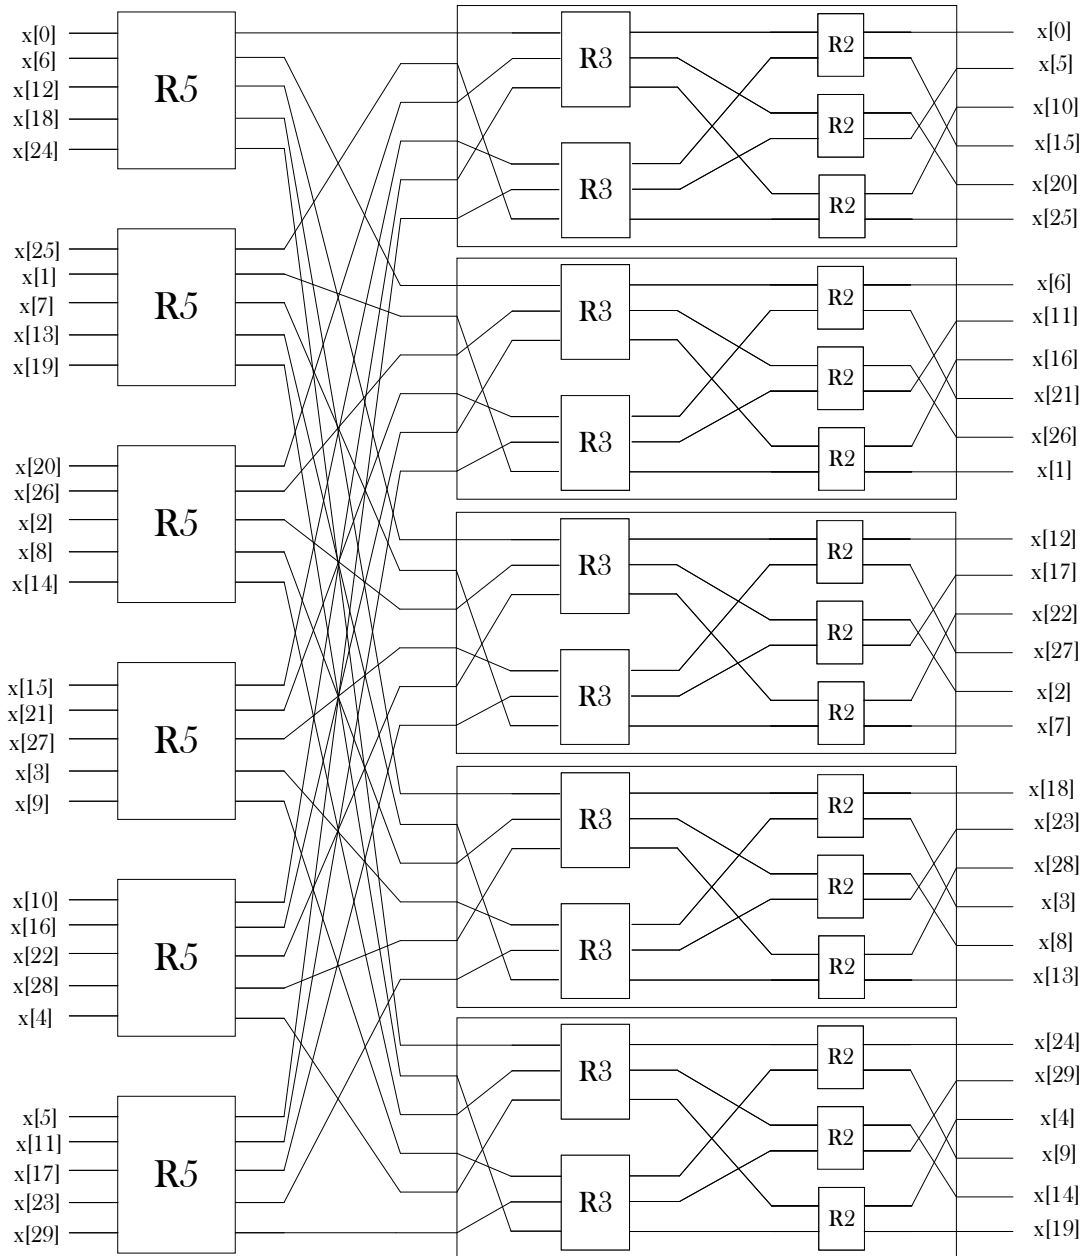 x[0]
x[6]
x[12]
x[18]
x[24]
R5
x[25]
x[1]
x[7]
x[13]
x[19]
R5
x[20]
x[26]
x[2]
x[8]
x[14]
R5
x[15]
x[21]
x[27]
x[3]
x[9]
R5
x[10]
x[16]
x[22]
x[28]
x[4]
R5
x[5]
x[11]
x[17]
x[23]
x[29]
R5
R3
R3
R2
R2
R2
x[0]
x[5]
x[10]
x[15]
x[20]
x[25]
R3
R3
R2
R2
R2
x[6]
x[11]
x[16]
x[21]
x[26]
x[1]
R3
R3
R2
R2
R2
x[12]
x[17]
x[22]
x[27]
x[2]
x[7]
R3
R3
R2
R2
R2
x[18]
x[23]
x[28]
x[3]
x[8]
x[13]
R3
R3
R2
R2
R2
x[24]
x[29]
x[4]
x[9]
x[14]
x[19]